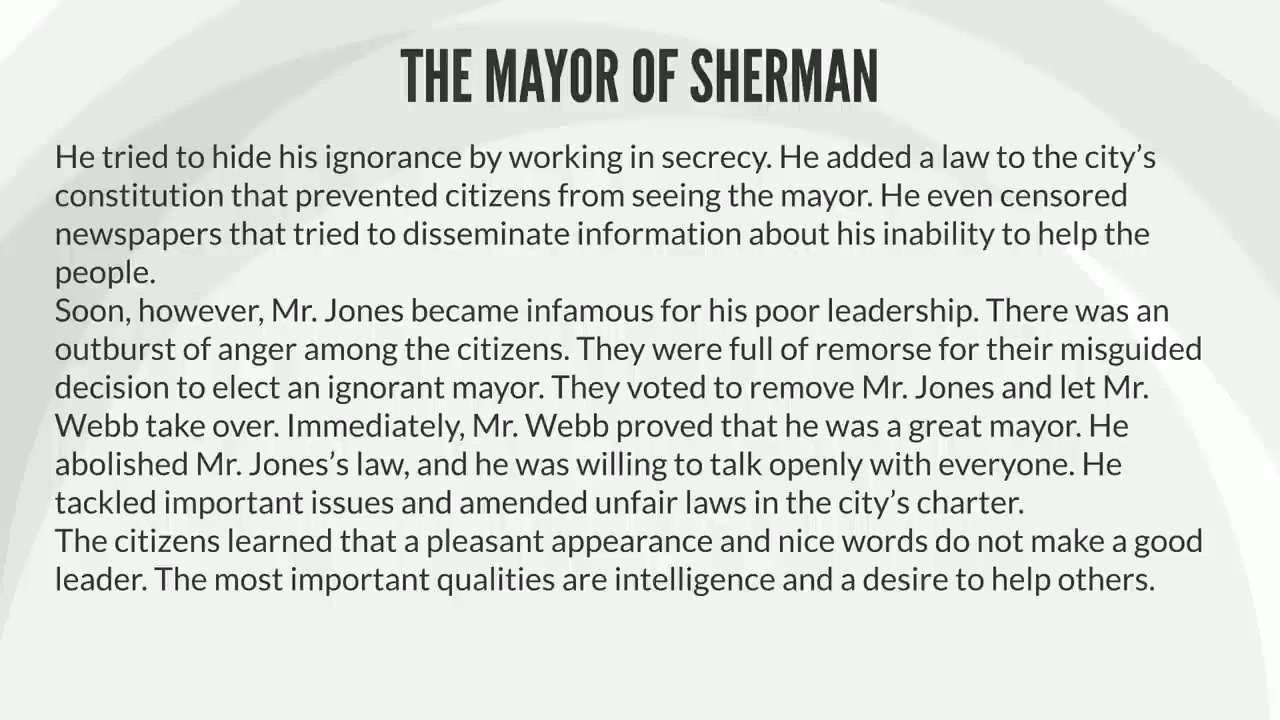 THE MAYOR OF SHERMAN
He tried to hide his ignorance by working in secrecy. He added a law to the city’s
constitution that prevented citizens from seeing the mayor. He even censored
newspapers that tried to disseminate information about his inability to help the
people.
Soon, however, Mr. Jones became infamous for his poor leadership. There was an
outburst of anger among the citizens. They were full of remorse for their misguided
decision to elect an ignorant mayor. They voted to remove Mr. Jones and let Mr.
Webb take over. Immediately, Mr. Webb proved that he was a great mayor. He
abolished Mr. Jones’s law, and he was willing to talk openly with everyone. He
tackled important issues and amended unfair laws in the city’s charter.
The citizens learned that a pleasant appearance and nice words do not make a good
leader. The most important qualities are intelligence and a desire to help others.